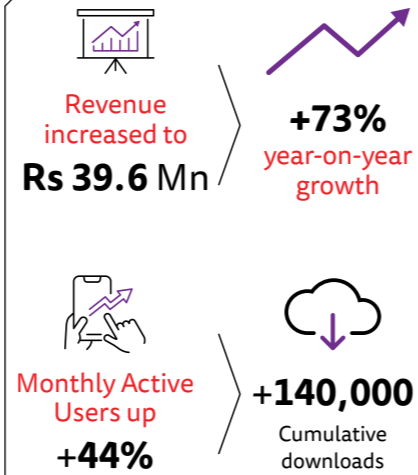 Revenue
increased to
Rs 39.6 Mn
+73%
year-on-year
growth
Monthly Active
Users up
+44%
+140,000
Cumulative
downloads